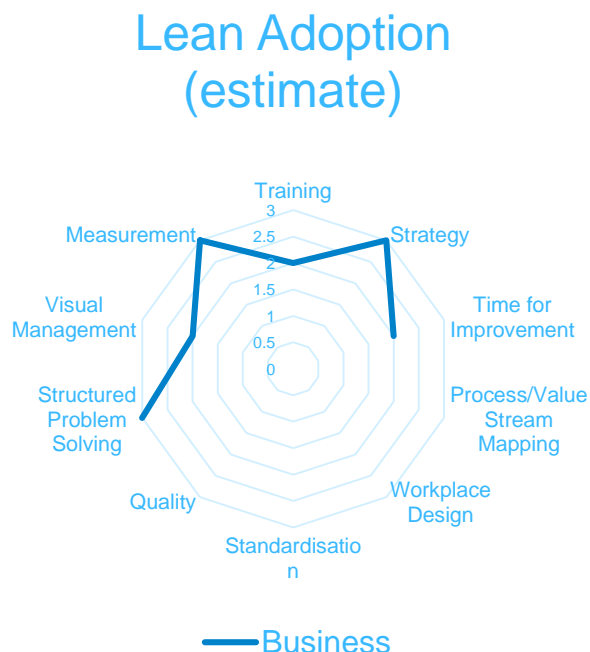 Lean Adoption
(estimate)
Training
3
Measurement
Strategy
2.5
2
1.5
1
0.5
0
Visual
Management
Time for
Improvement
Structured
Problem
Solving
Process/Value
Stream
Mapping
Quality
Workplace
Design
Standardisatio
n
Business